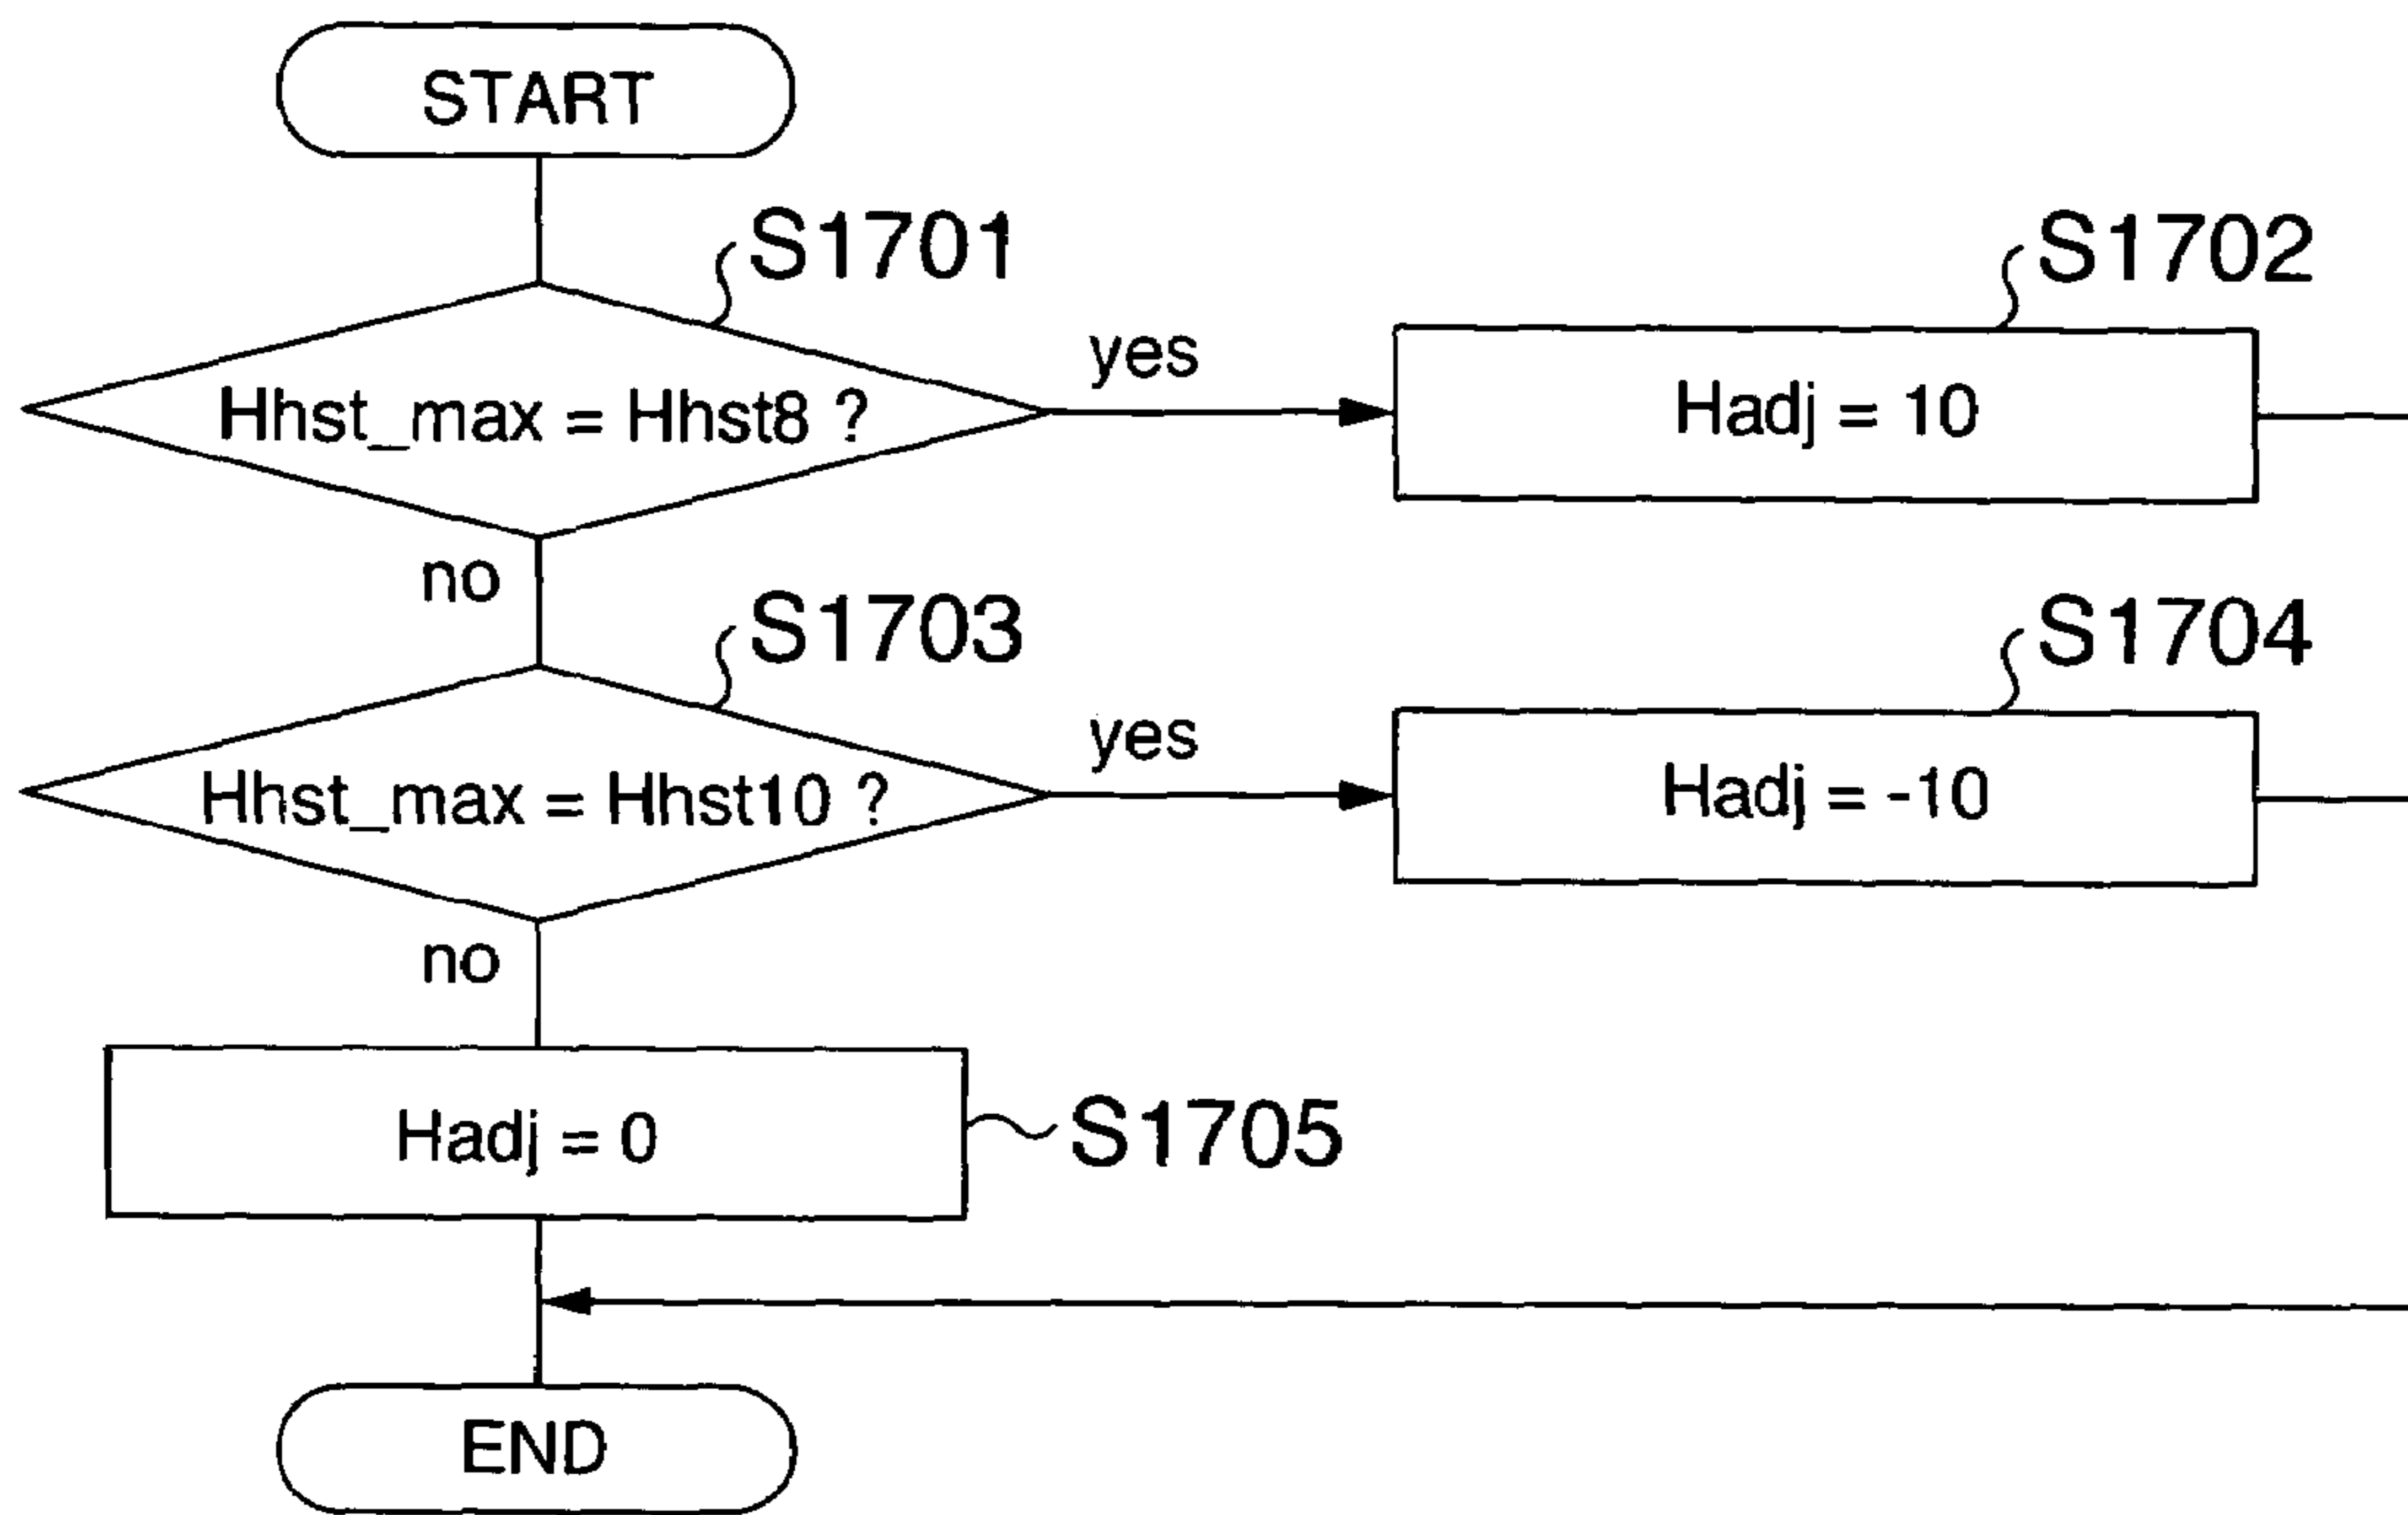 START
S1701
S1702
Hhst_max = Hhst8 ?
yes
Hadj = 10
no
S1703
S1704
Hhst_max = Hhst10 ?
yes
Hadj = -10
no
Hadj = 0
S1705
END